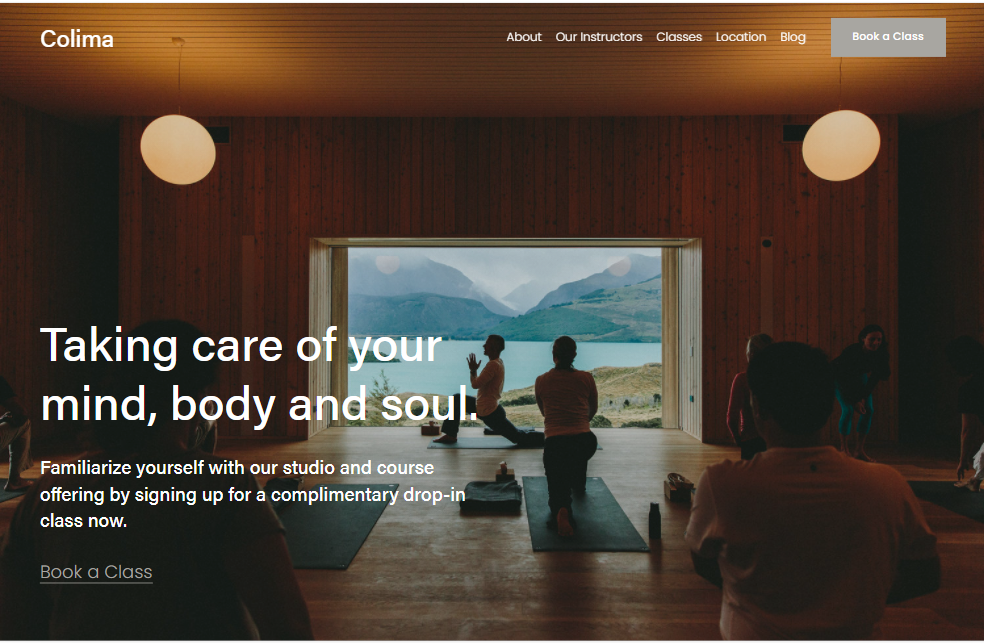 Colima
About Our Instructors Classes Location Blog Book a Class
Taking care of your
mind, body and soul.
Familiarize yourself with our studio and course
offering by signing up for a complimentary drop-in
class now.
Book a Class